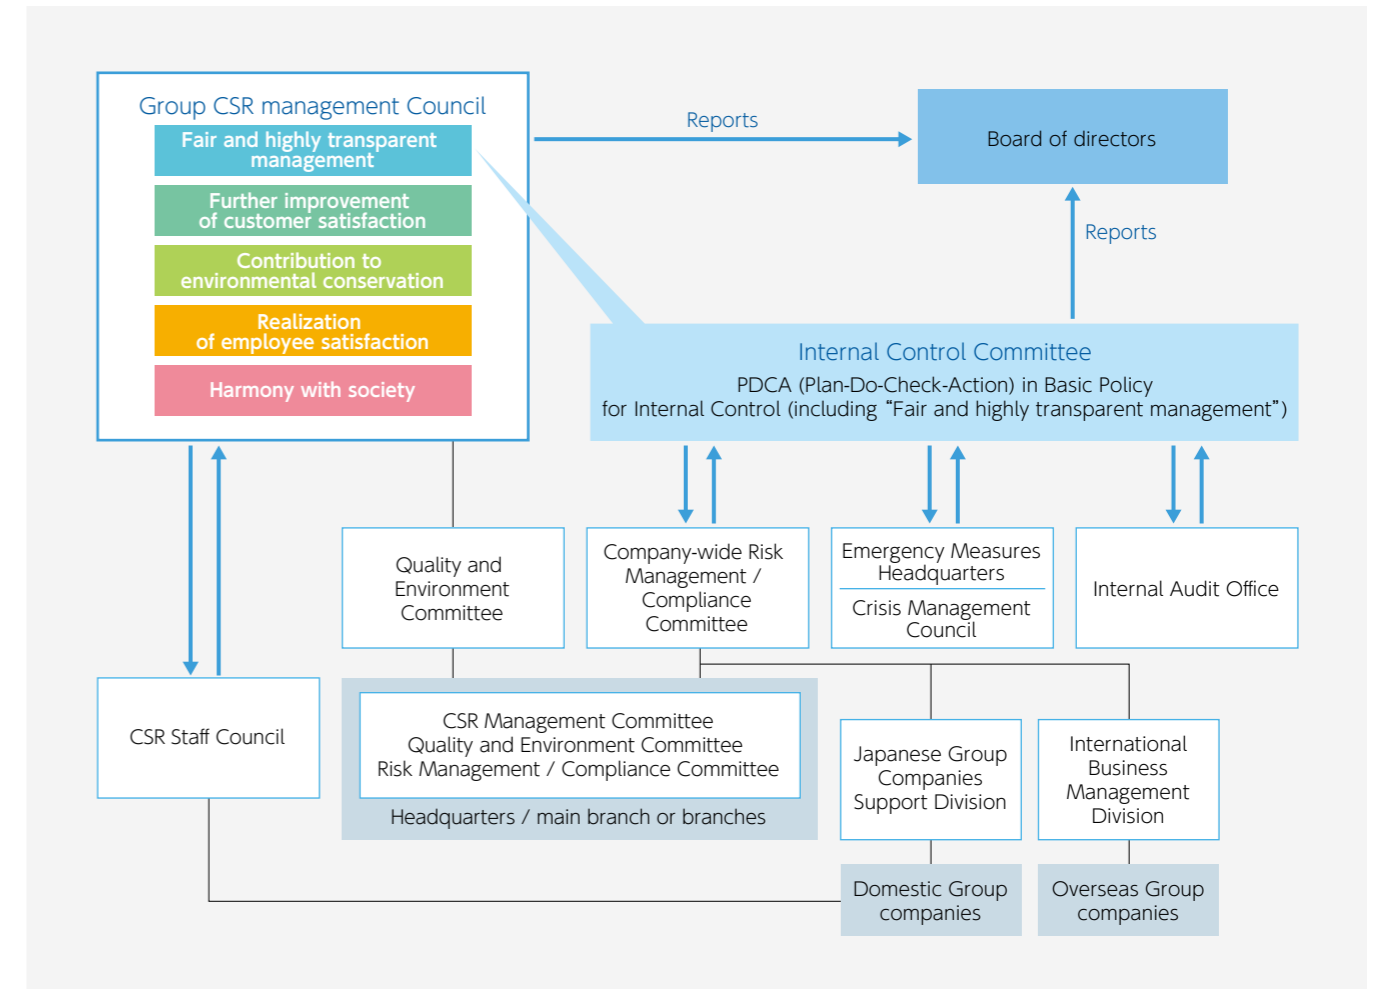 Group CSR management Council
Fair and highly transparent
management
Further improvement
of customer satisfaction
Contribution to
environmental conservation
Realization
of employee satisfaction
Harmony with society
Reports
Board of directors
Reports
Internal Control Committee
PDCA (Plan-Do-Check-Action) in Basic Policy
for Internal Control (including “Fair and highly transparent management”)
Quality and
Environment
Committee
Company-wide Risk
Management /
Compliance
Committee
Emergency Measures
Headquarters
Crisis Management
Council
Internal Audit Office
CSR Staff Council
CSR Management Committee
Quality and Environment Committee
Risk Management / Compliance Committee
Headquarters / main branch or branches
Japanese Group
Companies
Support Division
International
Business
Management
Division
Domestic Group
companies
Overseas Group
companies